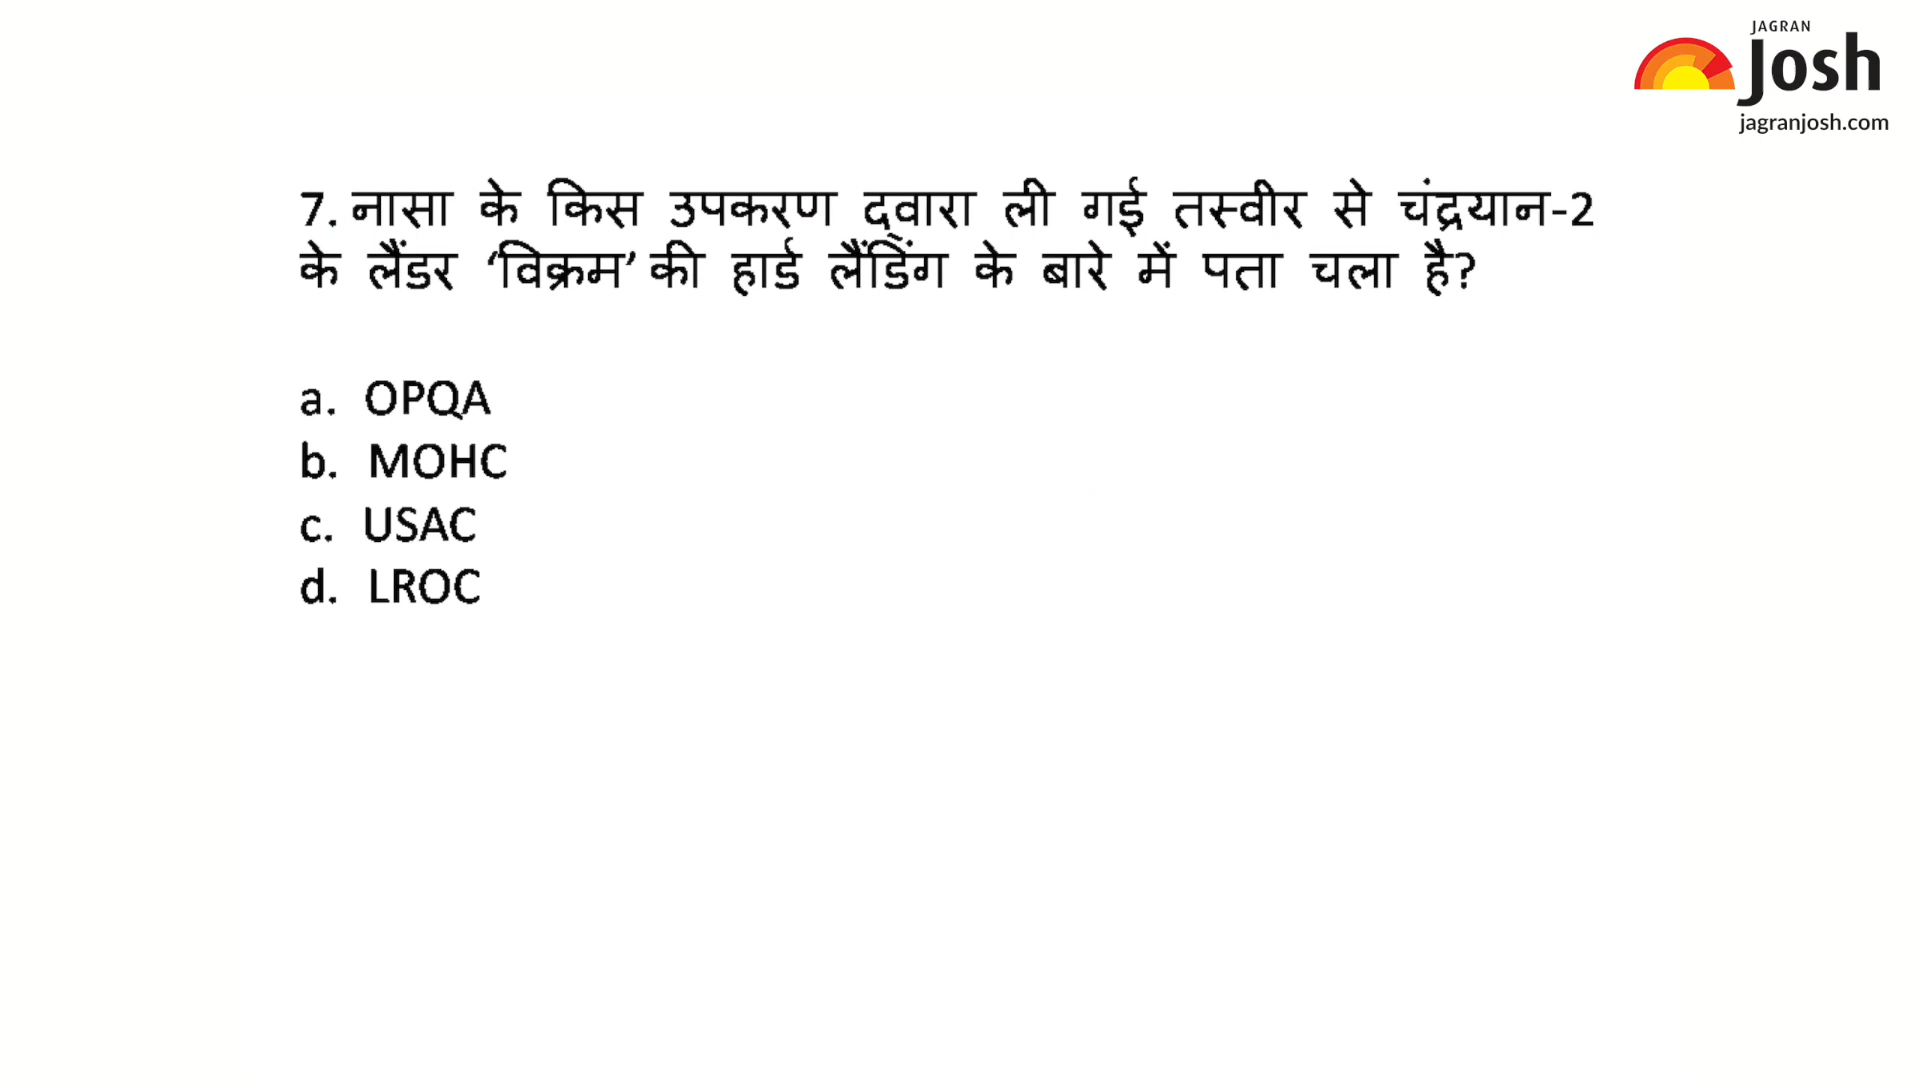 JAGRAN
Josh
jagranjosh.com
7. नासा के किस उपकरण द्वारा ली गई तस्वीर से चंद्रयान-2
के लैंडर ‘विक्रम’ की हार्ड लैंडिंग के बारे में पता चला है?
a. OPQA
b. MOHC
c. USAC
d. LROC